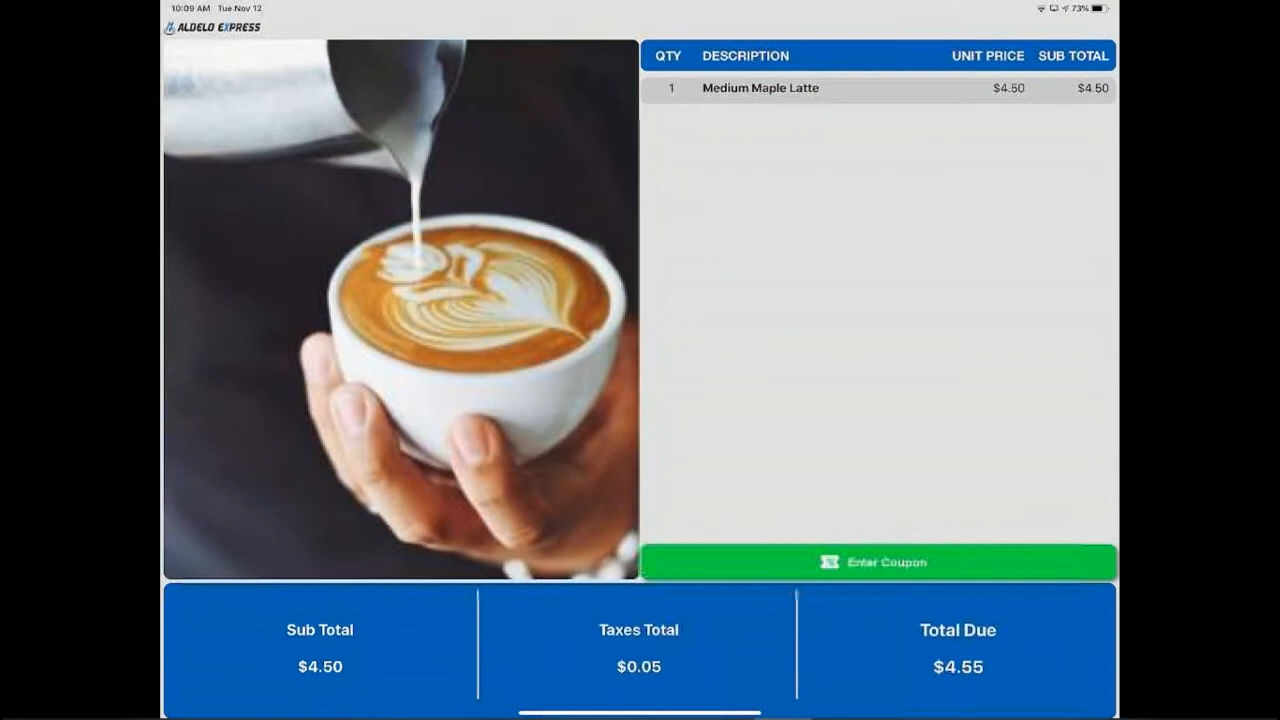 10:09 AM Tue Nov 12
73%
ALDELO EXPRESS
QTY DESCRIPTION UNIT PRICE SUB TOTAL
1 Medium Maple Latte $4.50 $4.50
Enter Coupon
Sub Total Taxes Total Total Due
$4.50 $0.05 $4.55